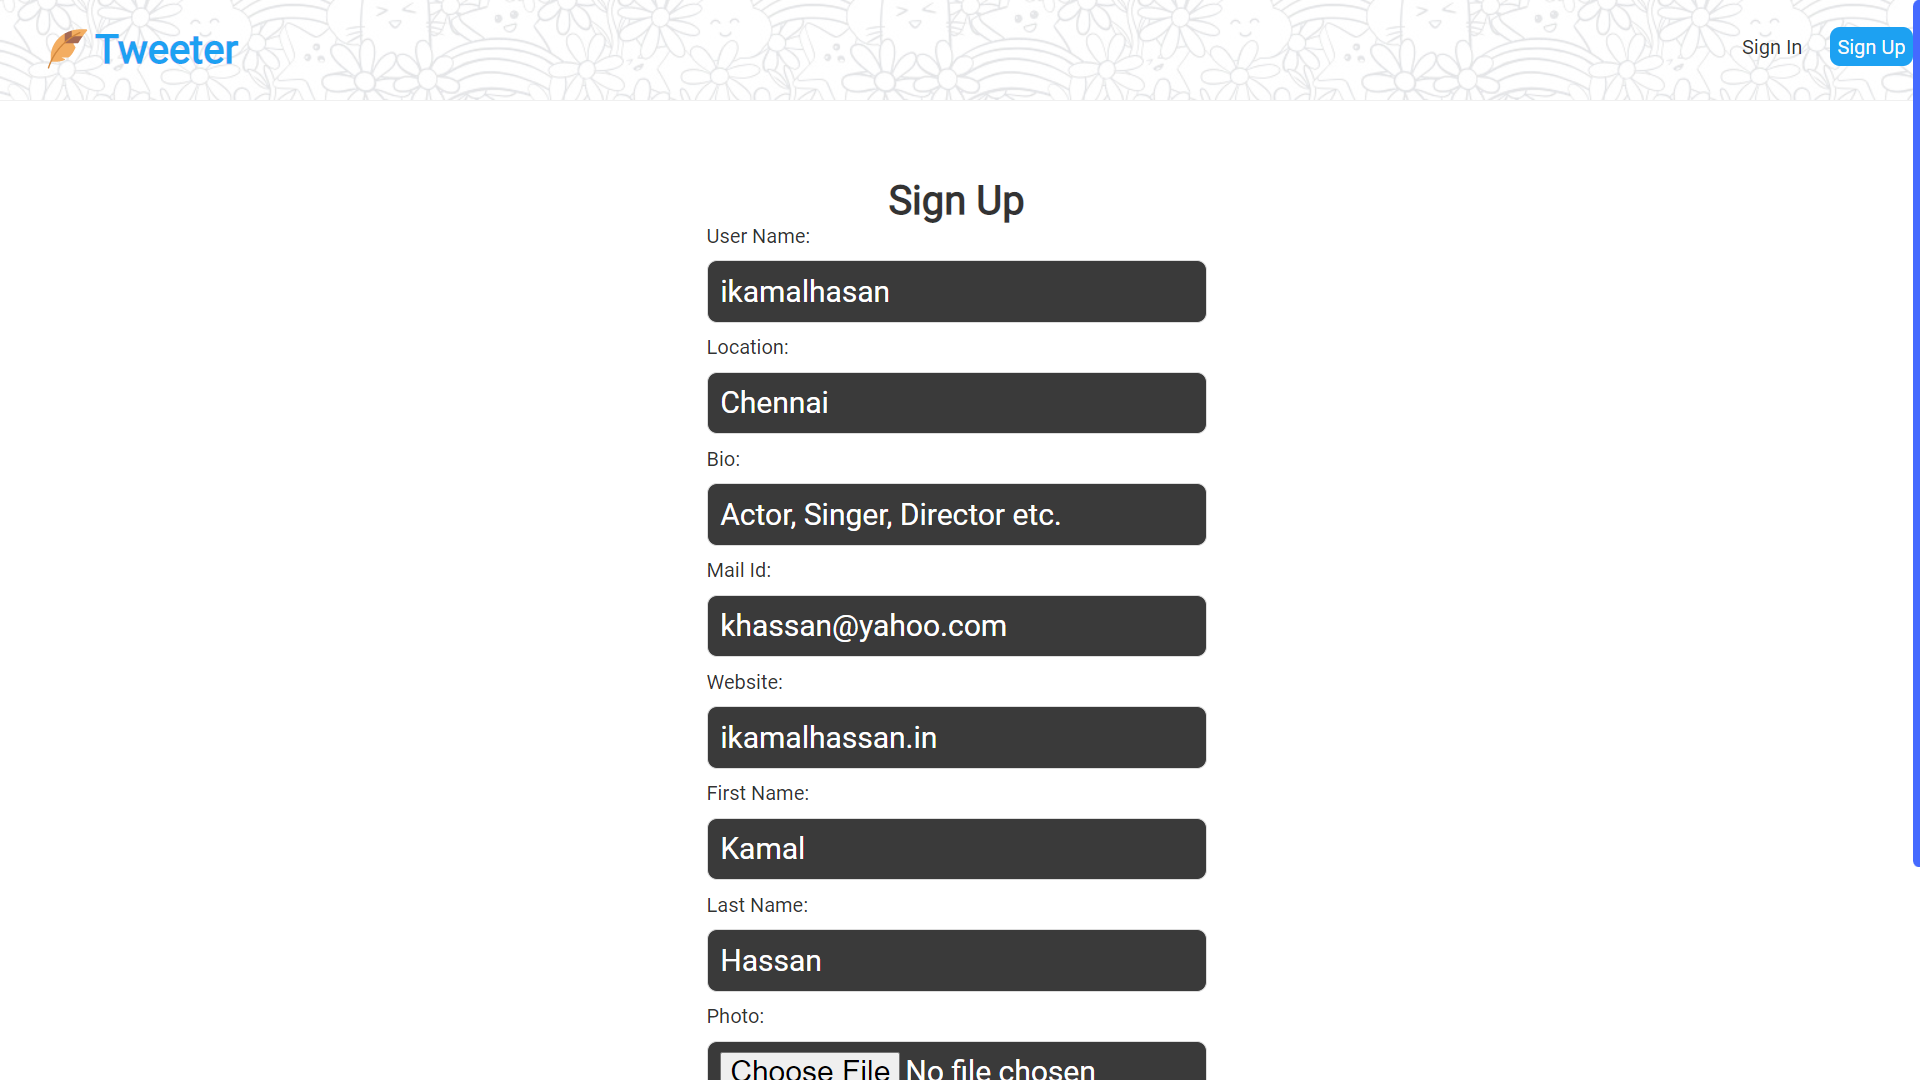 Tweeter
Sign In
Sign Up
Sign Up
User Name:
ikamalhasan
Location:
Chennai
Bio:
Actor, Singer, Director etc.
Mail Id:
khassan@yahoo.com
Website:
ikamalhassan.in
First Name:
Kamal
Last Name:
Hassan
Photo:
Choose File No file chosen